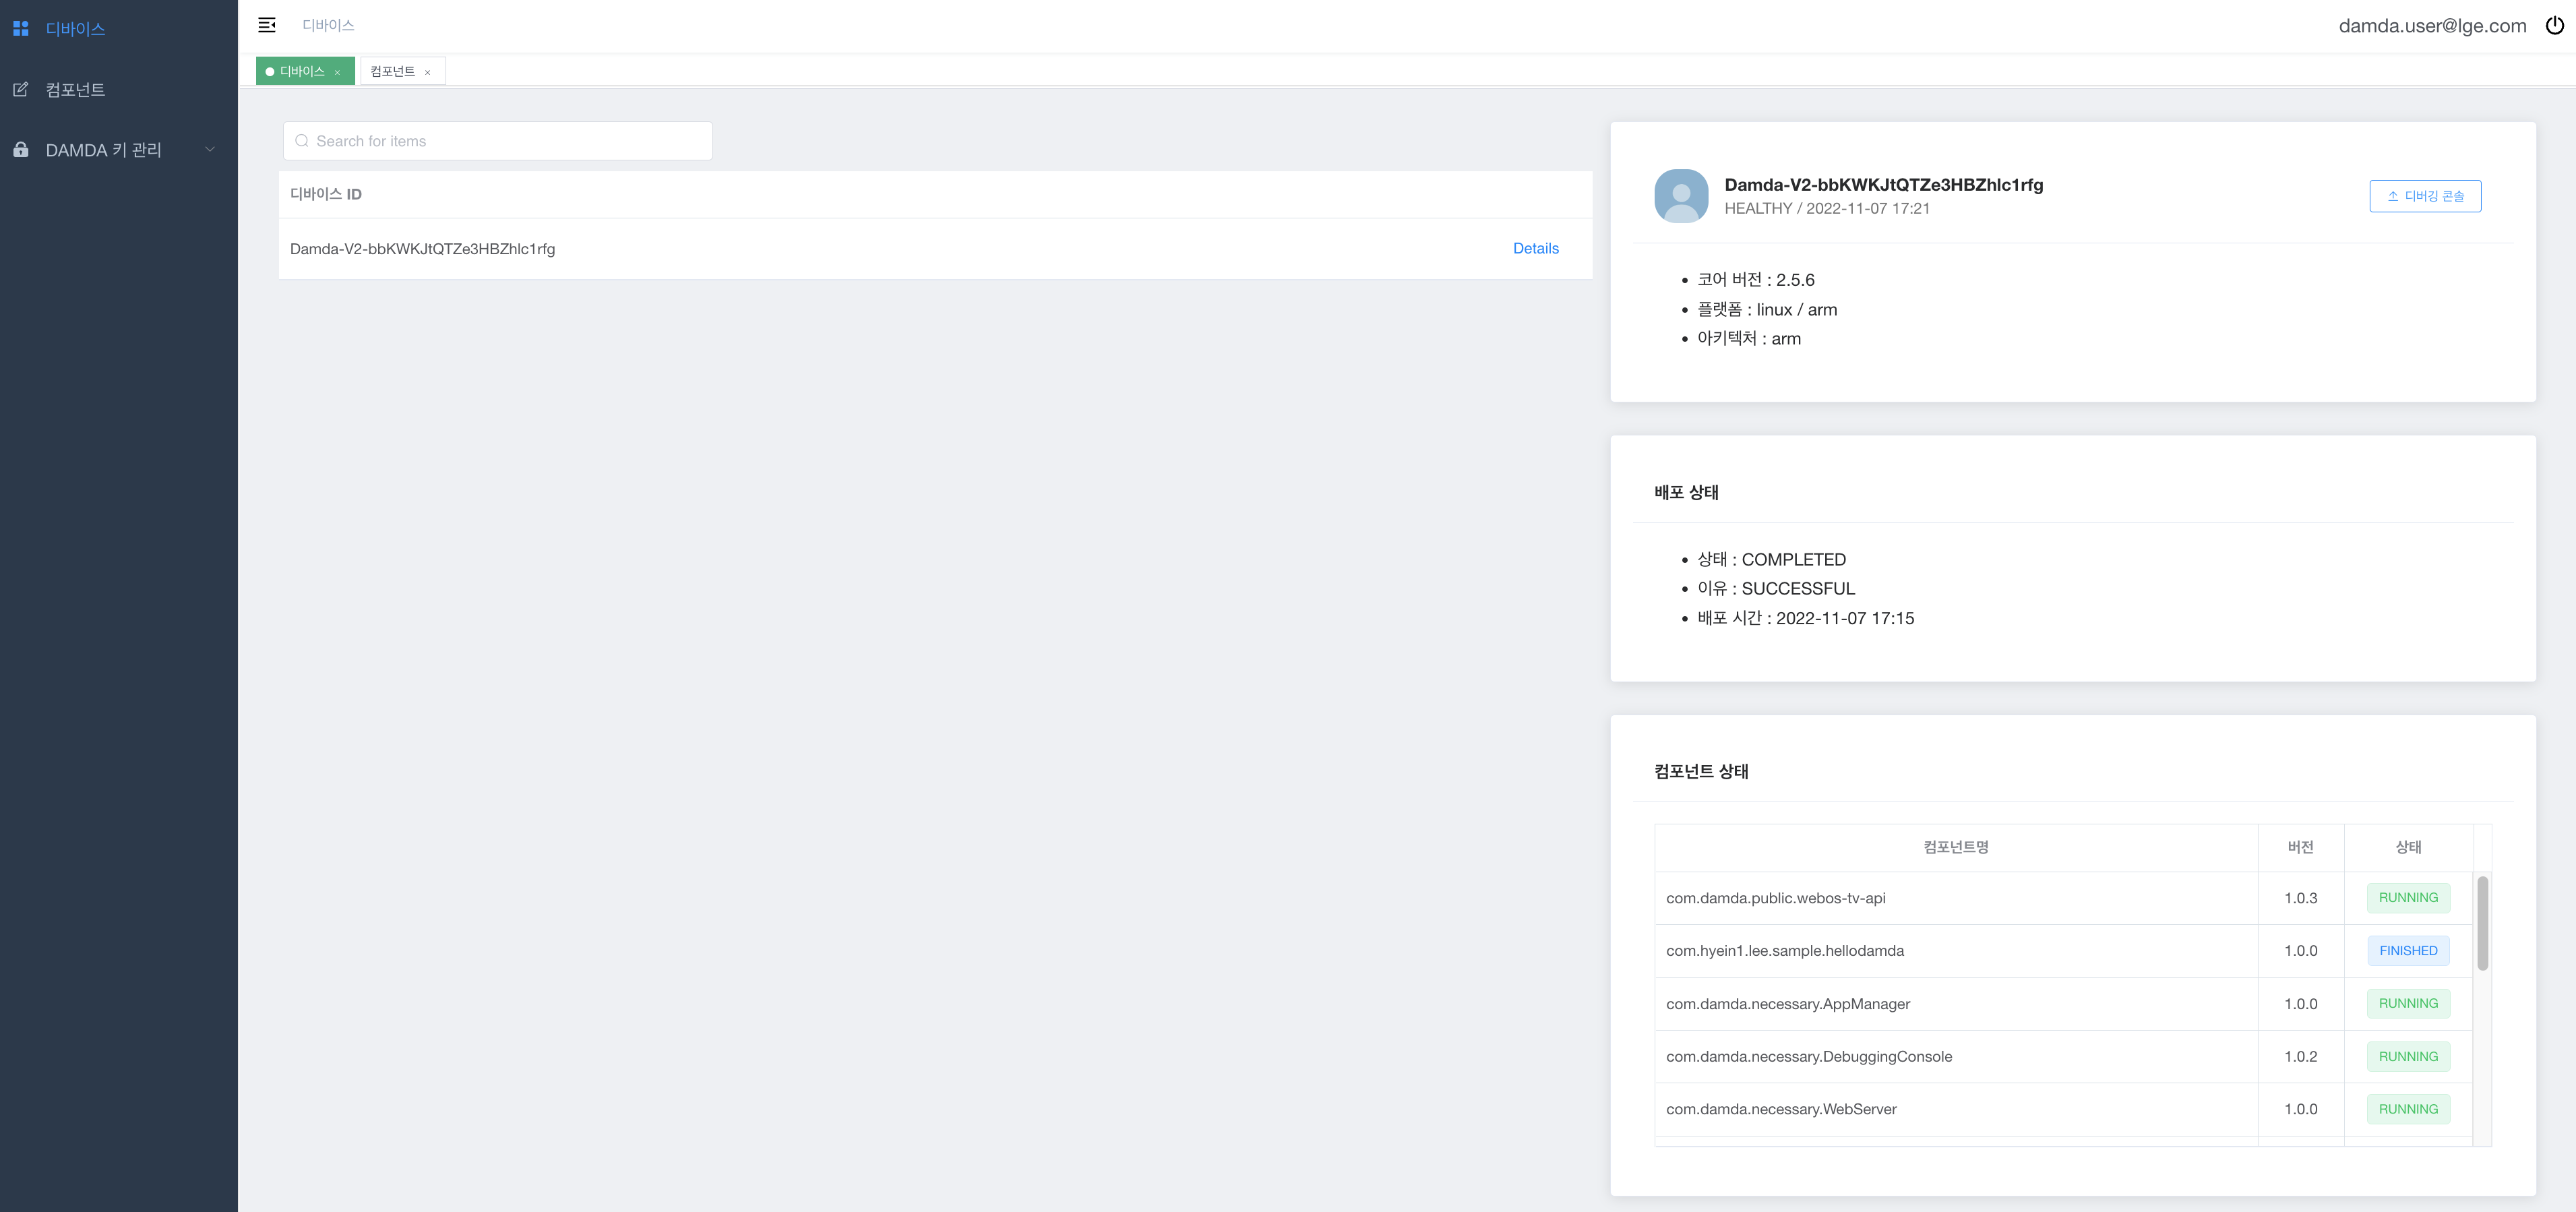 디바이스
컴포넌트
DAMDA 키 관리
디바이스
damda.user@lge.com
디바이스 ×
컴포넌트 ×
Search for items
디바이스 ID
Damda-V2-bbKWKJtQTZe3HBZhlc1rfg Details
Damda-V2-bbKWKJtQTZe3HBZhlc1rfg
HEALTHY / 2022-11-07 17:21
디버깅 콘솔
• 코어 버전 : 2.5.6
• 플랫폼 : linux / arm
• 아키텍처 : arm
배포 상태
• 상태 : COMPLETED
• 이유 : SUCCESSFUL
• 배포 시간 : 2022-11-07 17:15
컴포넌트 상태
컴포넌트명 버전 상태
com.damda.public.webos-tv-api 1.0.3 RUNNING
com.hyein1.lee.sample.hellodamda 1.0.0 FINISHED
com.damda.necessary.AppManager 1.0.0 RUNNING
com.damda.necessary.DebuggingConsole 1.0.2 RUNNING
com.damda.necessary.WebServer 1.0.0 RUNNING